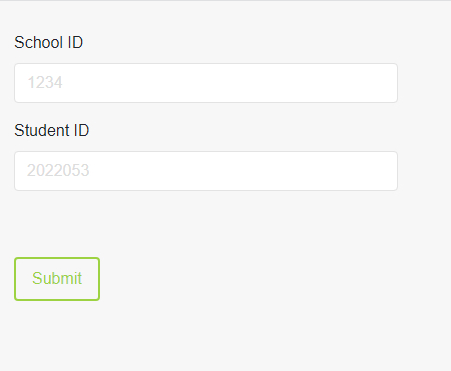 School ID
1234
Student ID
2022053
Submit